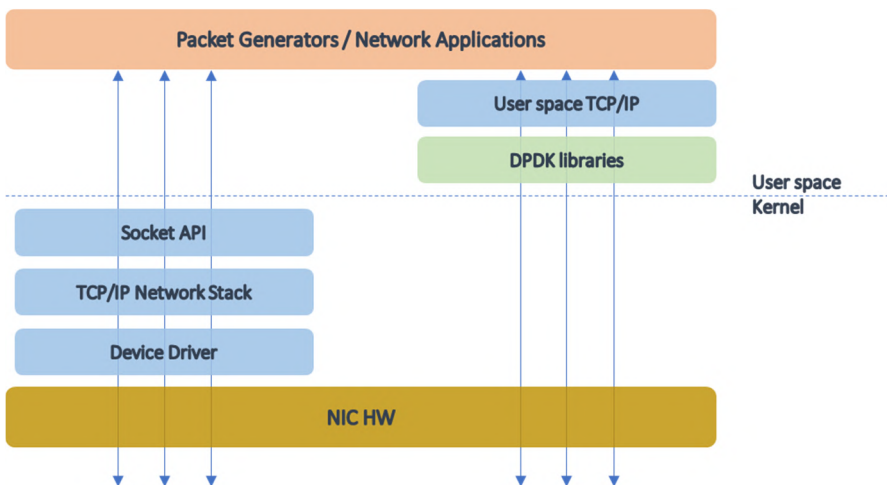 Packet Generators / Network Applications
User space TCP/IP
DPDK libraries
User space
Kernel
Socket API
TCP/IP Network Stack
Device Driver
NIC HW